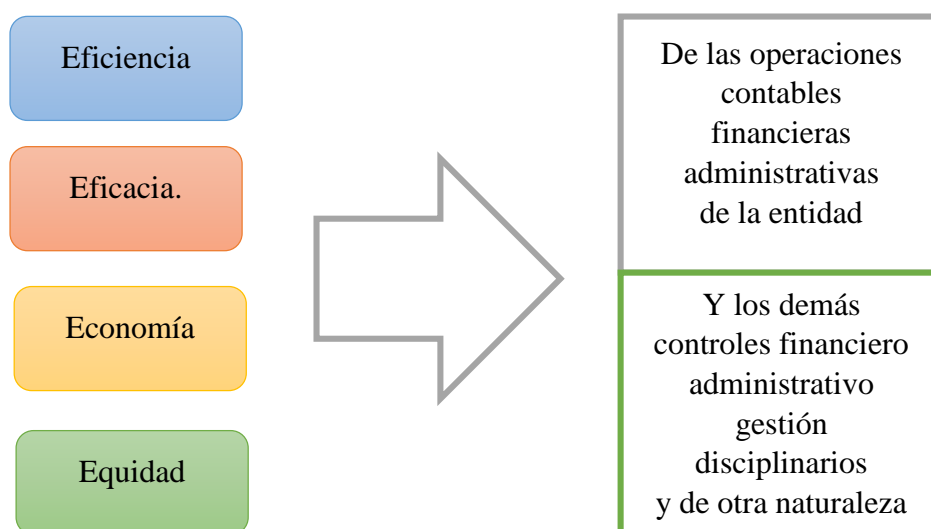 Eficiencia
Eficacia.
Economía
Equidad
De las operaciones
contables
financieras
administrativas
de la entidad
Y los demás
controles financiero
administrativo
gestión
disciplinarios
y de otra naturaleza